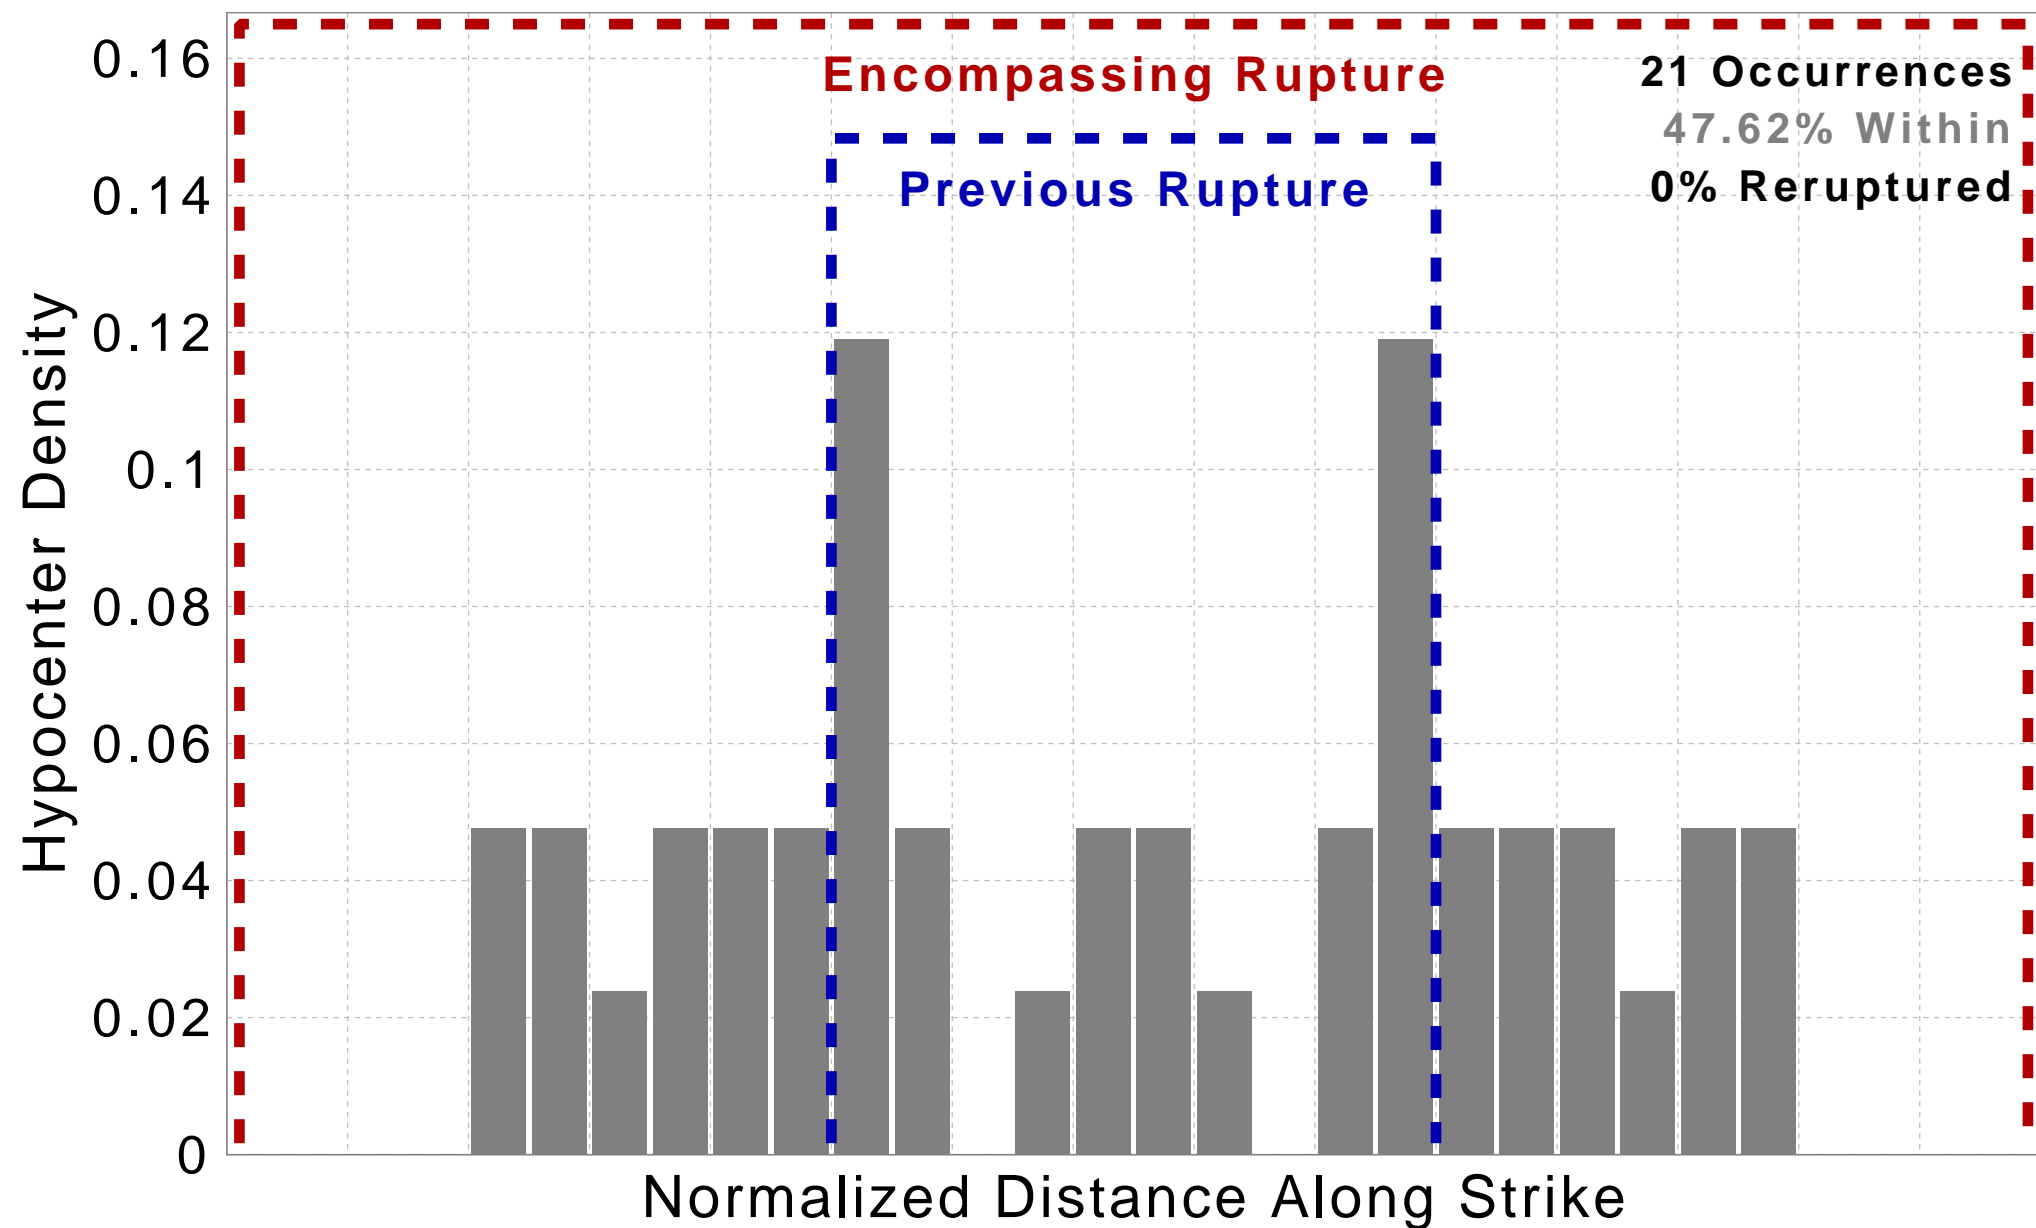 Encompassing Rupture
Previous Rupture
21 Occurrences
47.62% Within
0% Reruptured
Hypocenter Density
0.16
0.14
0.12
0.1
0.08
0.06
0.04
0.02
0
Normalized Distance Along Strike